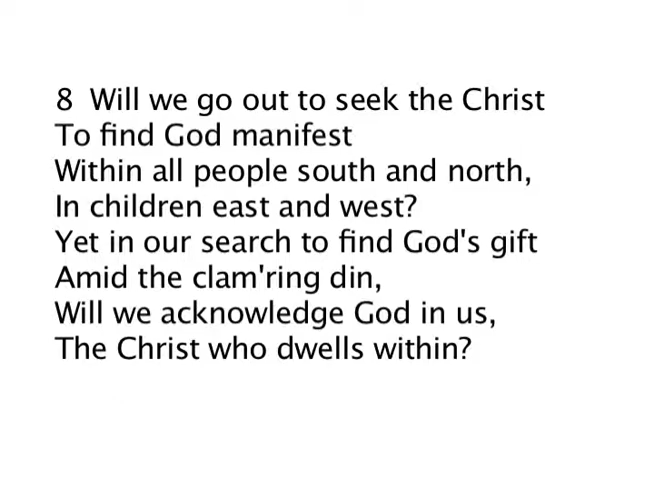 8  Will we go out to seek the Christ
To find God manifest
Within all people south and north,
In children east and west?
Yet in our search to find God's gift
Amid the clam'ring din,
Will we acknowledge God in us,
The Christ who dwells within?